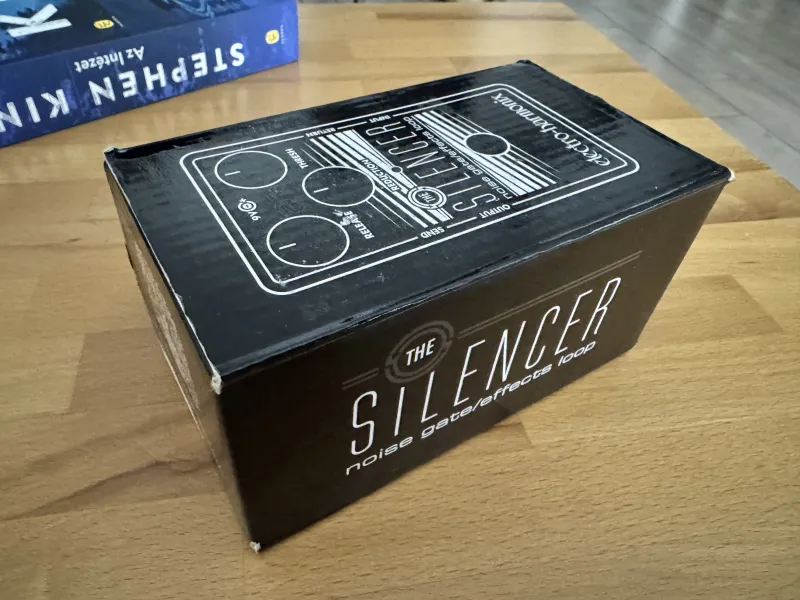 STEPHEN KIN
Az Intézet
K
electro-harmonix
THE
SILENCER
noise gate/effects loop
INPUT
OUTPUT
RETURN
SEND
THRESH
REDUCTION
RELEASE
9V
THE
SILENCER
noise gate/effects loop